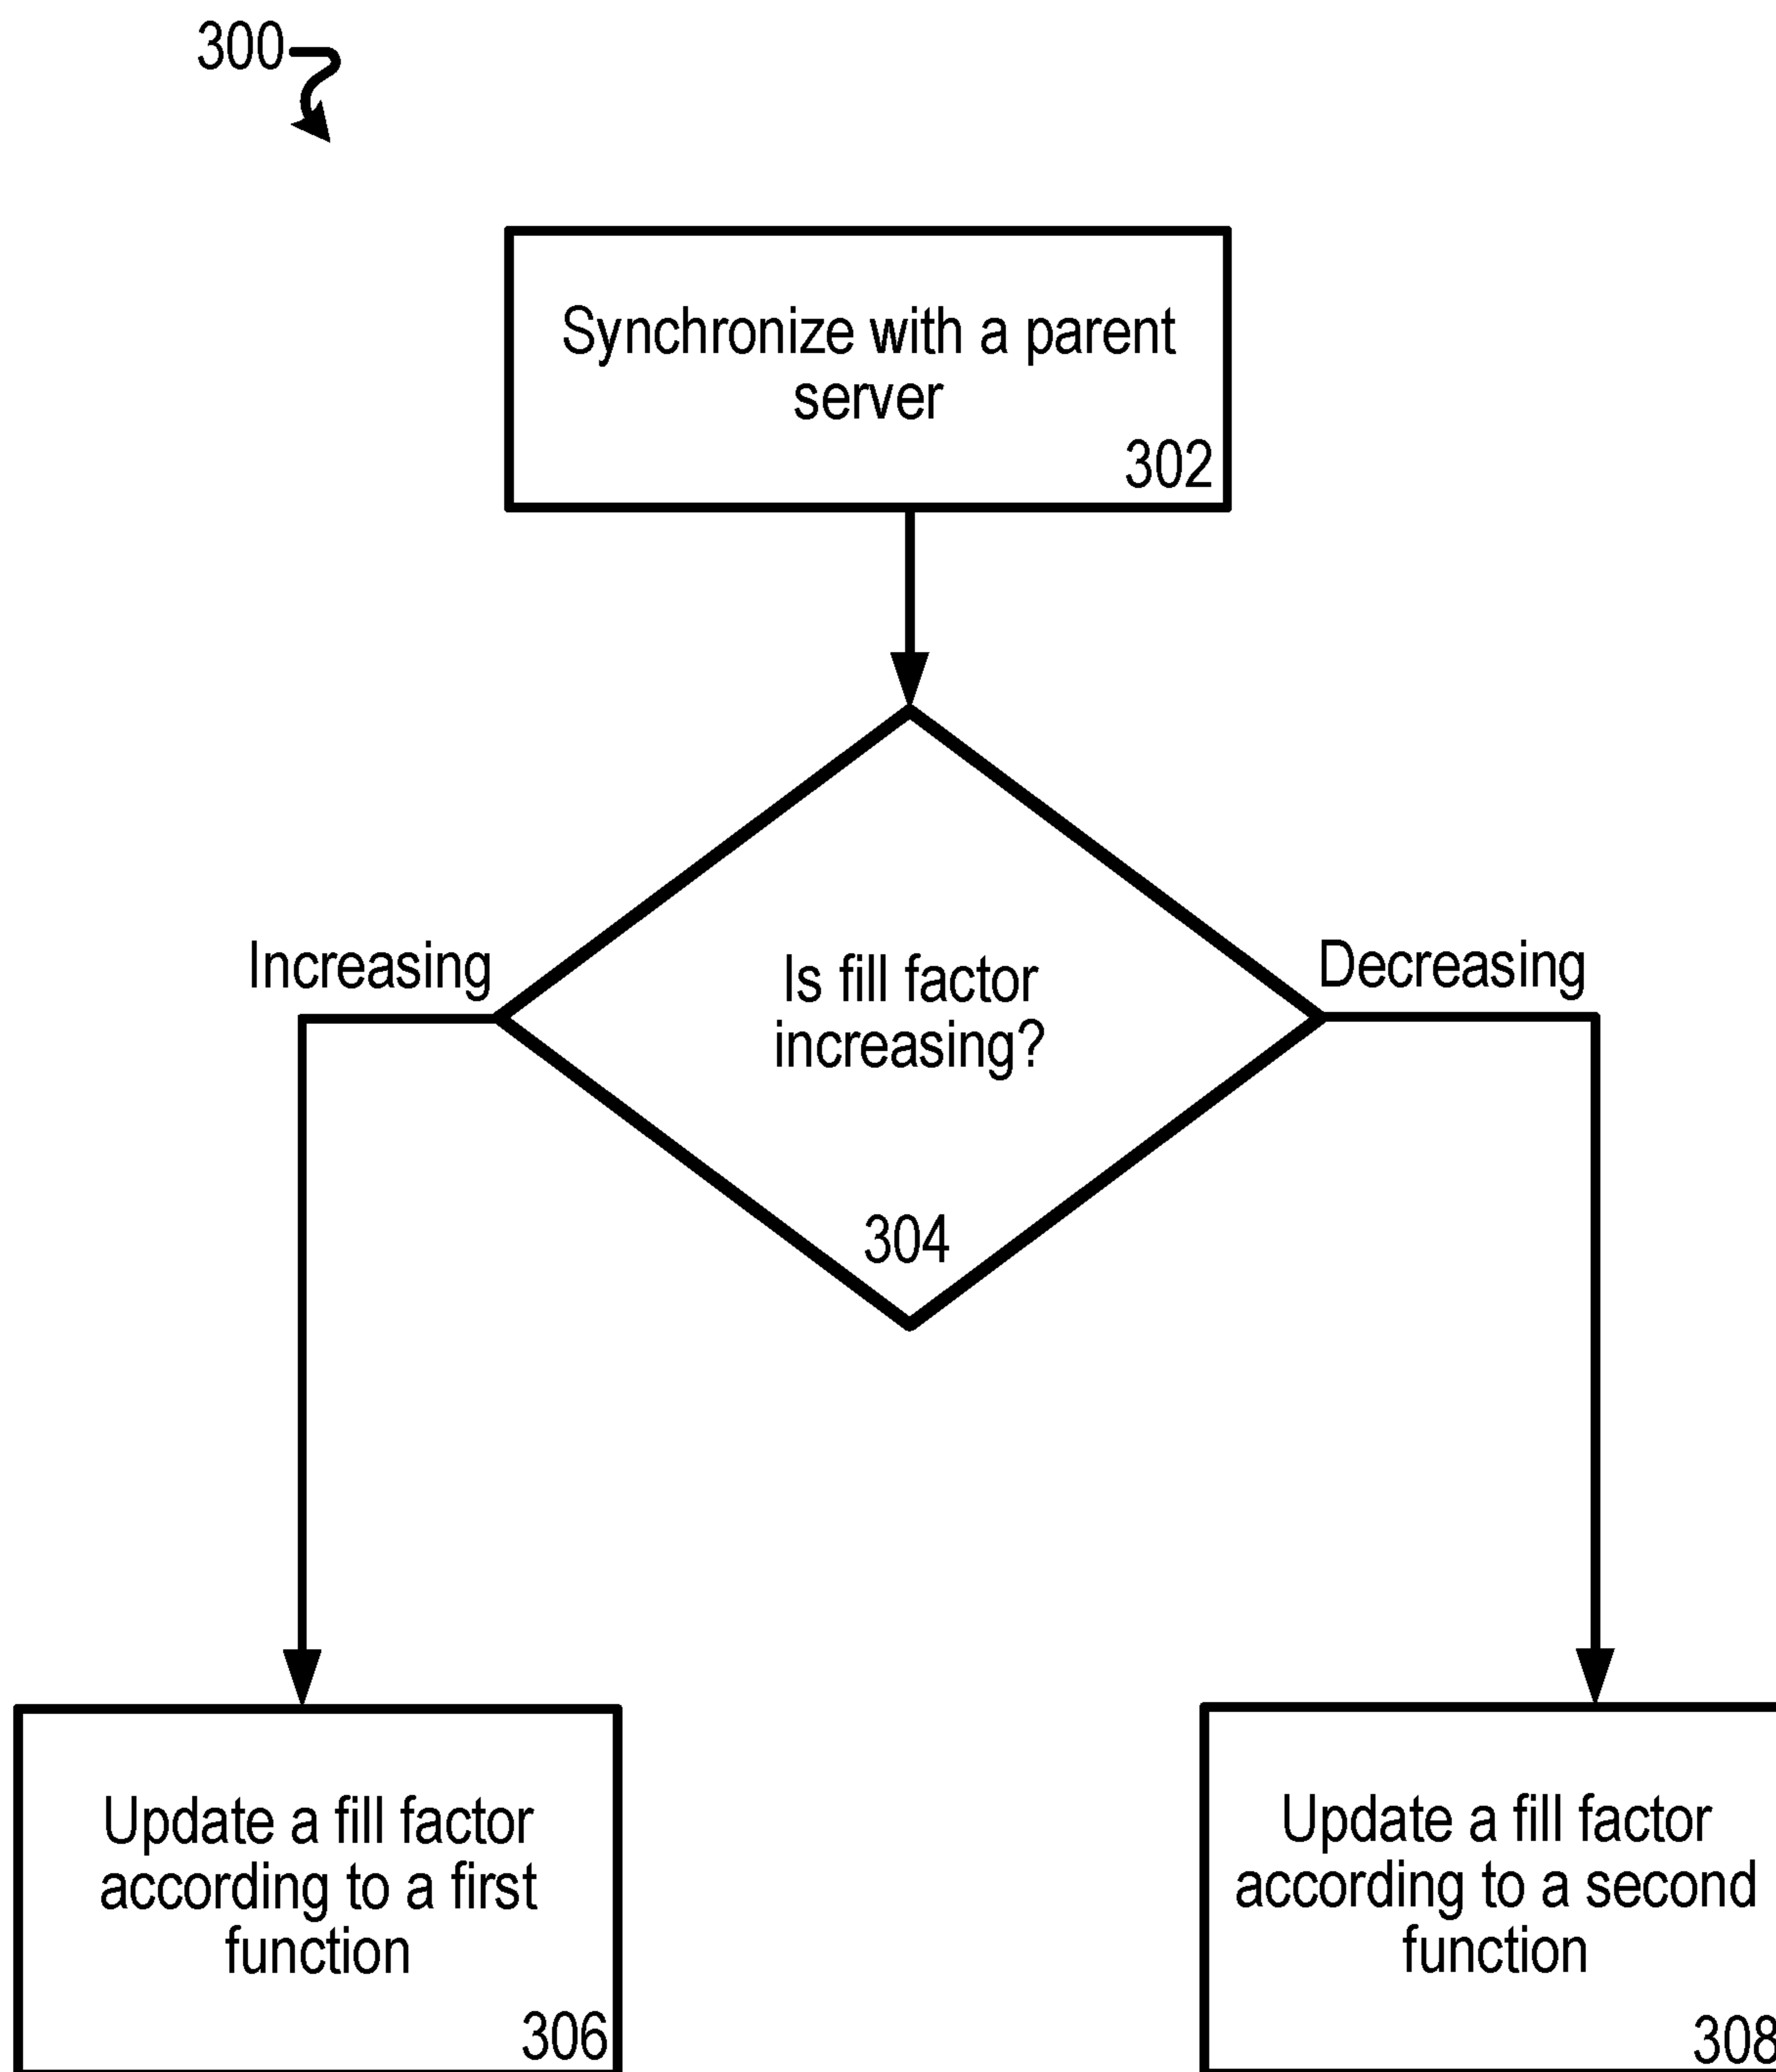 300
Synchronize with a parent
server
302
Increasing
Is fill factor
increasing?
Decreasing
304
Update a fill factor
according to a first
function
306
Update a fill factor
according to a second
function
308